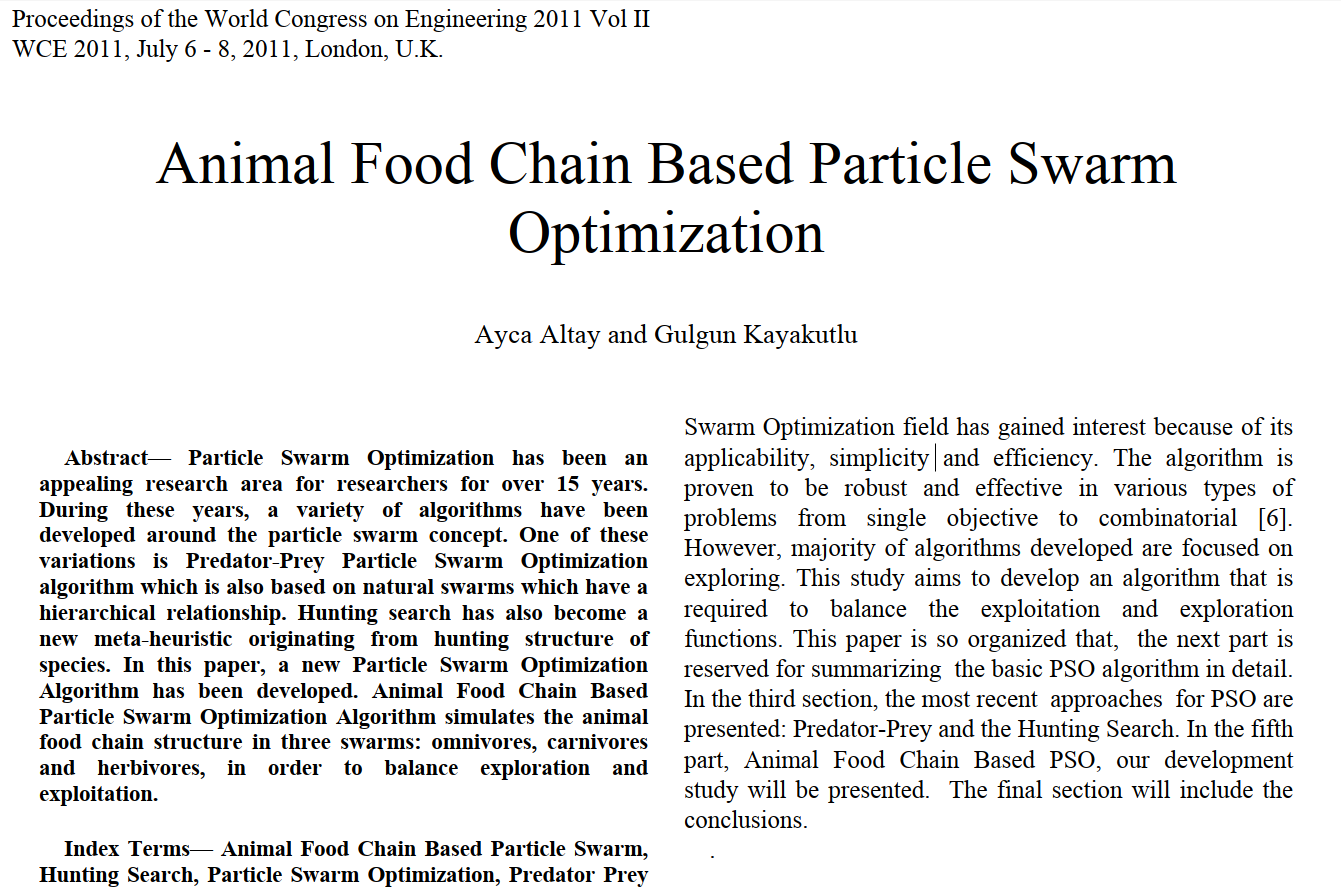 Proceedings of the World Congress on Engineering 2011 Vol II
WCE 2011, July 6 - 8, 2011, London, U.K.
Animal Food Chain Based Particle Swarm
Optimization
Ayca Altay and Gulgun Kayakutlu
Abstract— Particle Swarm Optimization has been an
appealing research area for researchers for over 15 years.
During these years, a variety of algorithms have been
developed around the particle swarm concept. One of these
variations is Predator-Prey Particle Swarm Optimization
algorithm which is also based on natural swarms which have a
hierarchical relationship. Hunting search has also become a
new meta-heuristic originating from hunting structure of
species. In this paper, a new Particle Swarm Optimization
Algorithm has been developed. Animal Food Chain Based
Particle Swarm Optimization Algorithm simulates the animal
food chain structure in three swarms: omnivores, carnivores
and herbivores, in order to balance exploration and
exploitation.
Index Terms— Animal Food Chain Based Particle Swarm,
Hunting Search, Particle Swarm Optimization, Predator Prey
Swarm Optimization field has gained interest because of its
applicability, simplicity and efficiency. The algorithm is
proven to be robust and effective in various types of
problems from single objective to combinatorial [6].
However, majority of algorithms developed are focused on
exploring. This study aims to develop an algorithm that is
required to balance the exploitation and exploration
functions. This paper is so organized that, the next part is
reserved for summarizing the basic PSO algorithm in detail.
In the third section, the most recent approaches for PSO are
presented: Predator-Prey and the Hunting Search. In the fifth
part, Animal Food Chain Based PSO, our development
study will be presented. The final section will include the
conclusions.
.